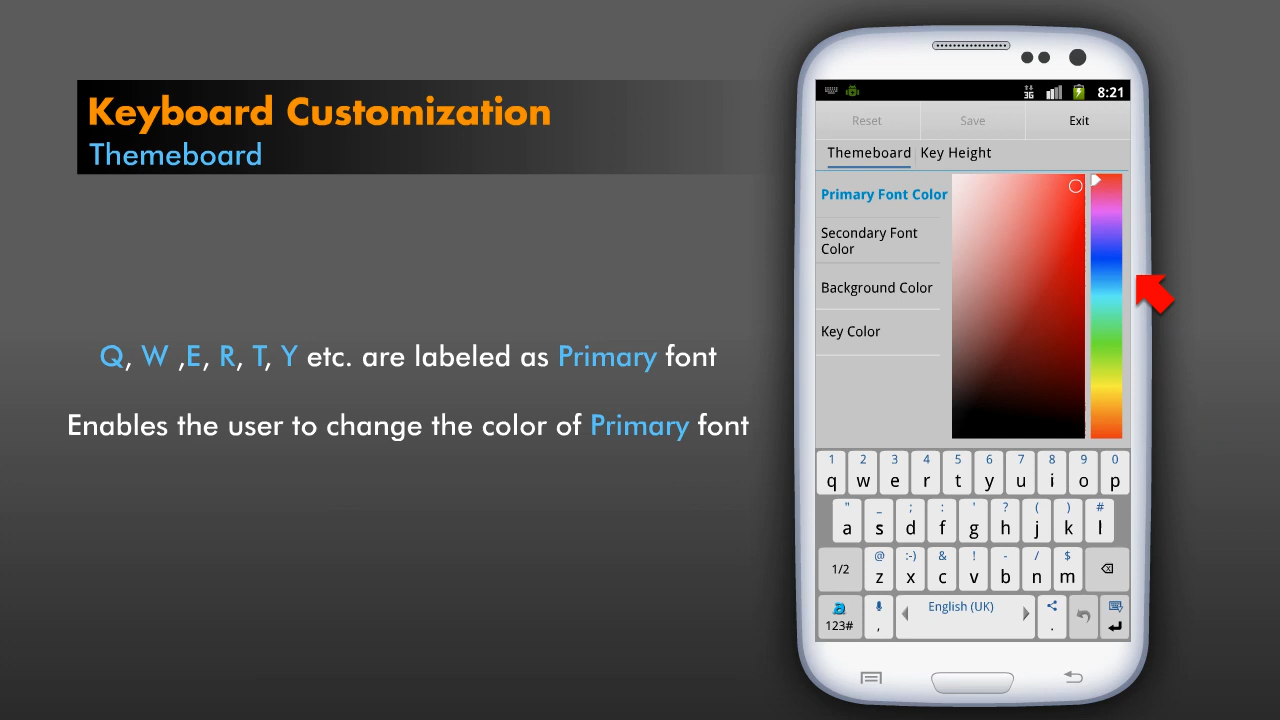 Keyboard Customization
Themeboard
Q, W ,E, R, T, Y etc. are labeled as Primary font
Enables the user to change the color of Primary font
3G 8:21
Reset Save Exit
Themeboard Key Height
Primary Font Color
Secondary Font
Color
Background Color
Key Color
1 2 3 4 5 6 7 8 9 0
q w e r t y u i o p
" _ ; : ' ? ( ) #
a s d f g h j k l
@ :-) & ! - / $
1/2 z x c v b n m
a English (UK)
123# , .